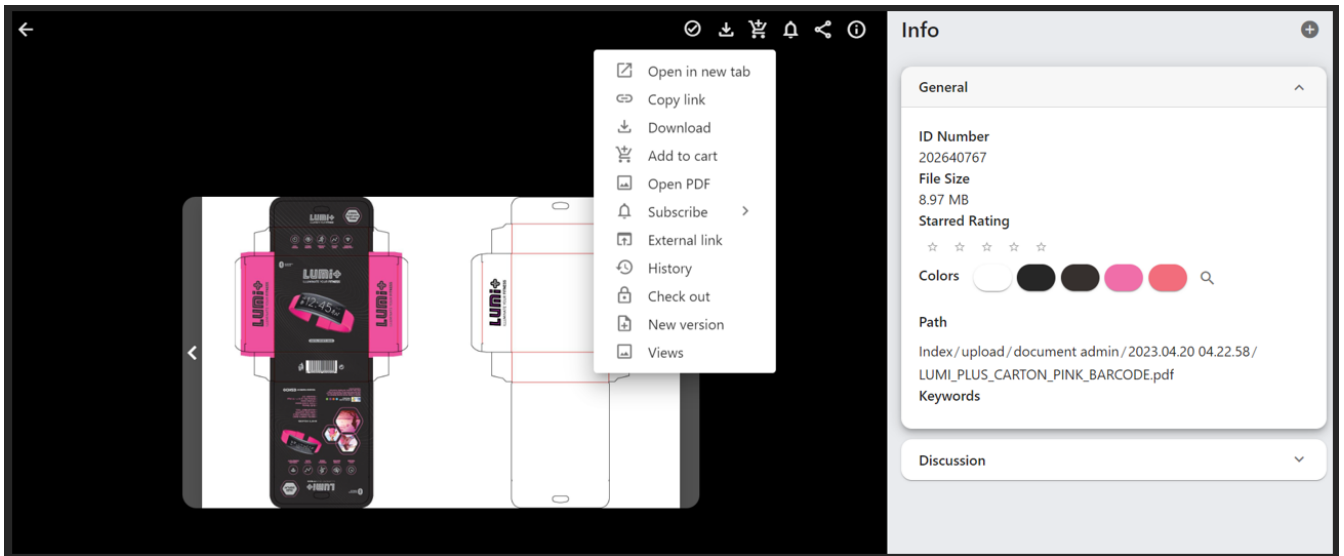 Info
Open in new tab
Copy link
Download
Add to cart
Open PDF
Subscribe
External link
History
Check out
New version
Views
General
ID Number
202640767
File Size
8.97 MB
Starred Rating
Colors
Path
Index/upload/document admin/2023.04.20 04.22.58/
LUMI_PLUS_CARTON_PINK_BARCODE.pdf
Keywords
Discussion
LUMI+
LUMI+
LUMI+
12:45
LUMI+
LUMI+
LUMI+